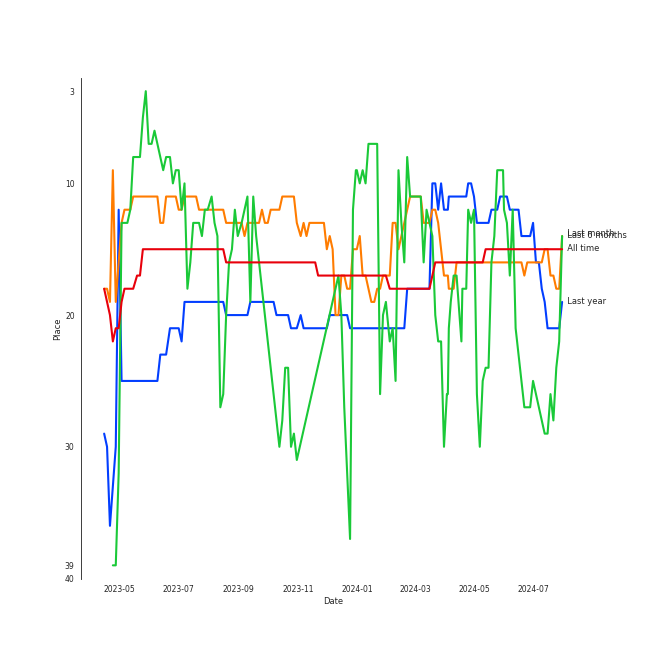 3
10
20
30
39
40
Place
2023-05
2023-07
2023-09
2023-11
2024-01
2024-03
2024-05
2024-07
Date
Last month
Last 6 months
All time
Last year